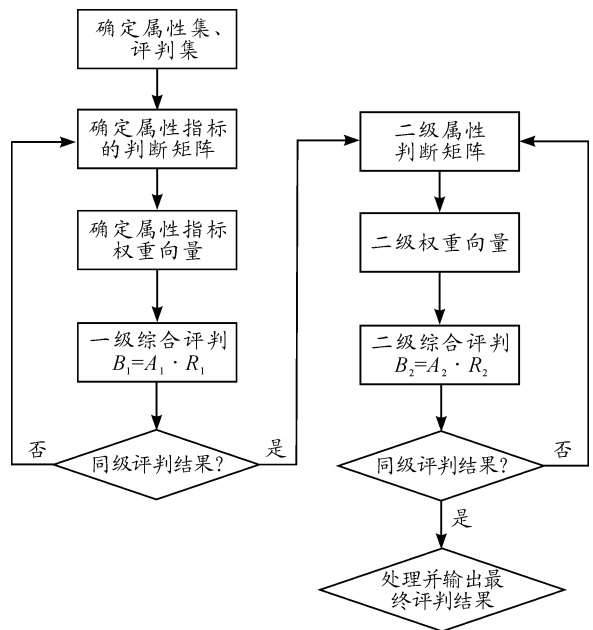 确定属性集、
评判集
确定属性指标
的判断矩阵
确定属性指标
权重向量
一级综合评判
B₁=A₁ · R₁
同级评判结果?
否
是
二级属性
判断矩阵
二级权重向量
二级综合评判
B₂=A₂ · R₂
同级评判结果?
否
是
处理并输出最
终评判结果